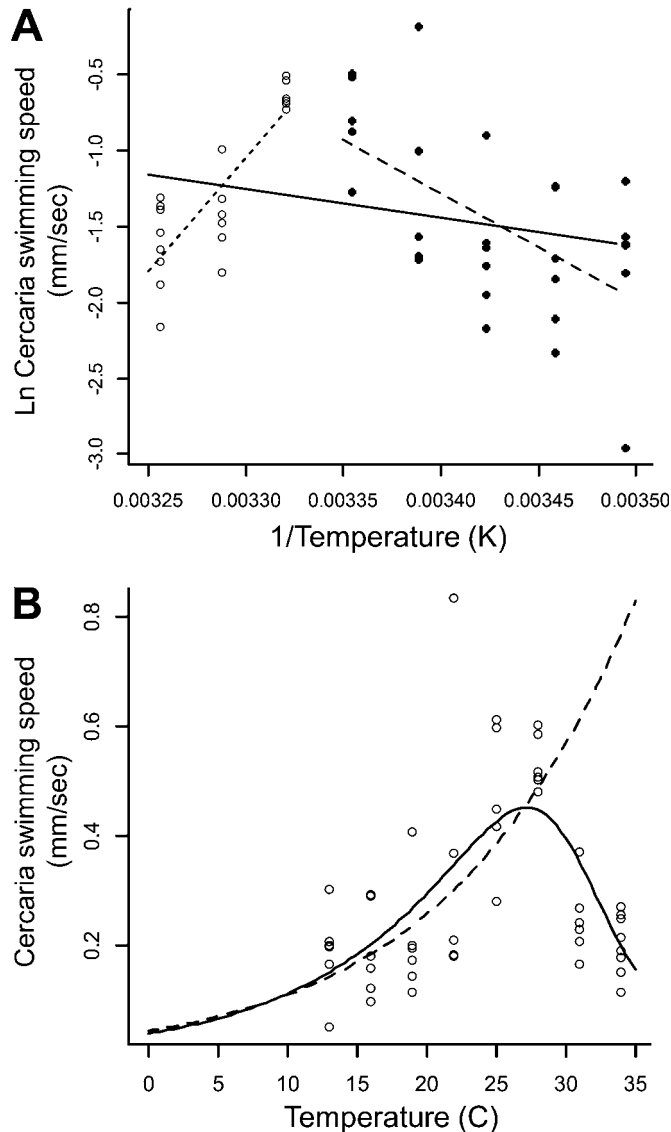 A
Ln Cercaria swimming speed
(mm/sec)
-0.5
-1.0
-1.5
-2.0
-2.5
-3.0
0.00325 0.00330 0.00335 0.00340 0.00345 0.00350
1/Temperature (K)
B
Cercaria swimming speed
(mm/sec)
0.8
0.6
0.4
0.2
0 5 10 15 20 25 30 35
Temperature (C)